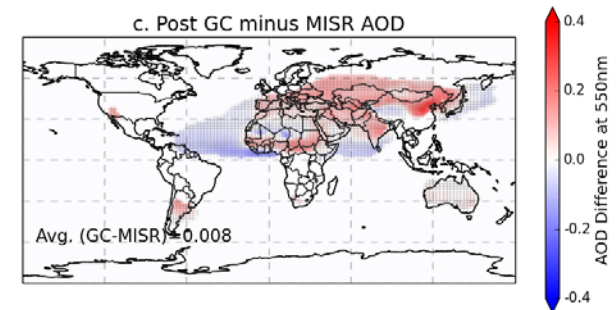 c. Post GC minus MISR AOD
Avg. (GC-MISR)=0.008
0.4
0.2
0.0
-0.2
-0.4
AOD Difference at 550nm